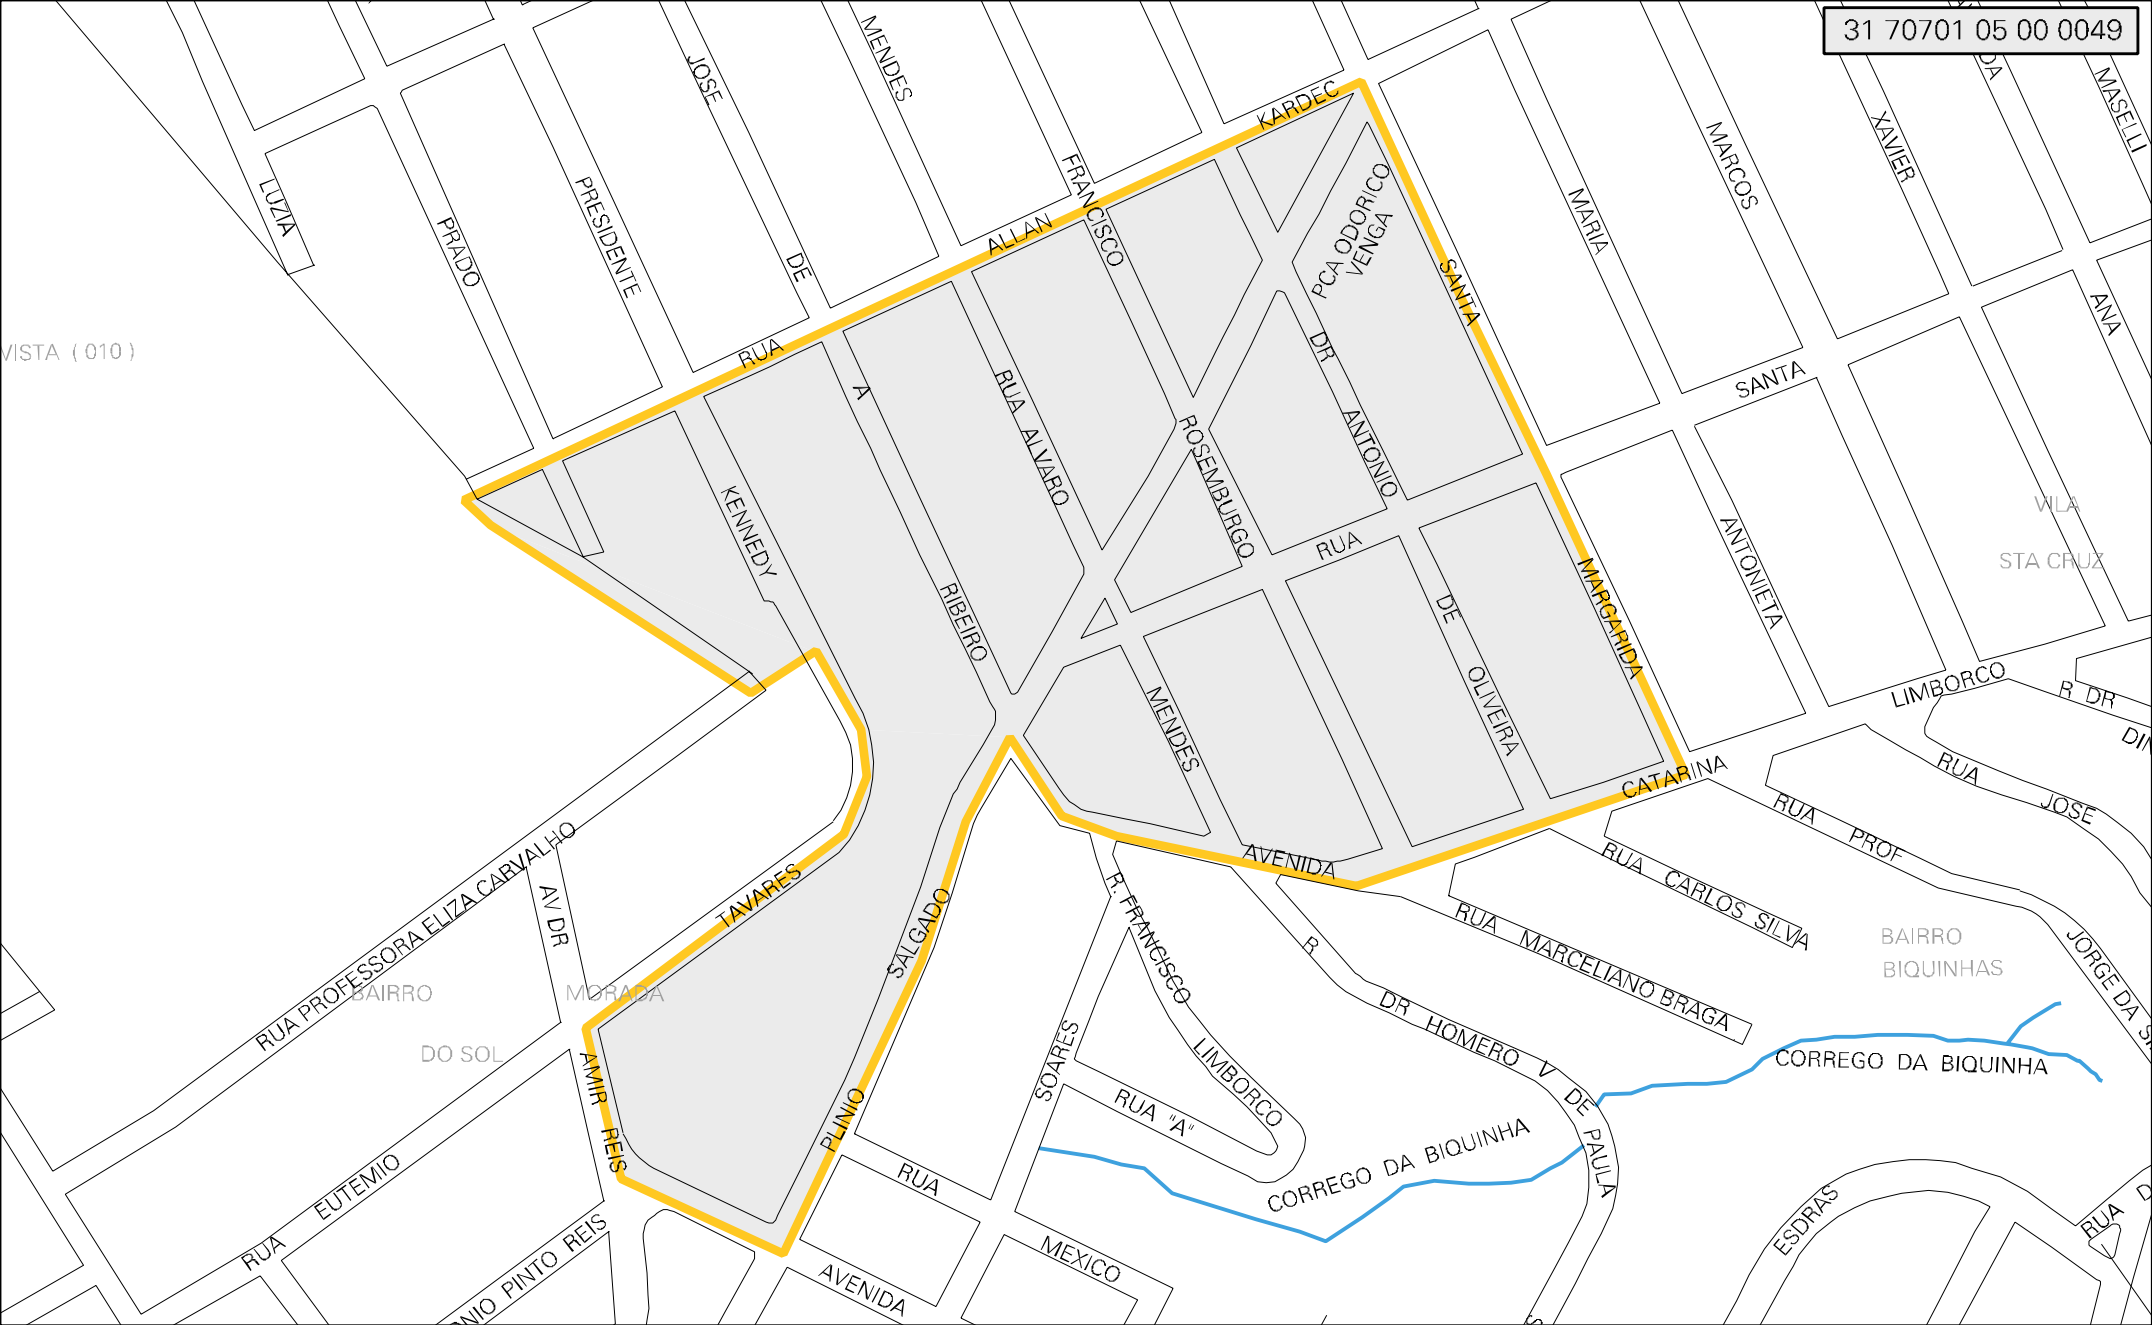 31 70701 05 00 0049
MENDES
JOSE
KARDEC
MASELLI
XAVIER
MARCOS
LUZIA
PRADO
PRESIDENTE
DE
ALLAN
FRANCISCO
PCA ODORICO
VENGA
SANTA
MARIA
ANA
VISTA ( 010 )
RUA
A
RUA ALVARO
DR
ANTONIO
SANTA
ROSEMBURGO
RUA
KENNEDY
RIBEIRO
VILA
STA CRUZ
ANTONIETA
MARGARIDA
DE
OLIVEIRA
MENDES
LIMBORCO
R DR
CATARINA
RUA JOSE
RUA PROF
JORGE DA
RUA PROFESSORA ELIZA CARVALHO
AV DR
TAVARES
SALGADO
AVENIDA
R. FRANCISCO
LIMBORCO
R
DR HOMERO V DE PAULA
RUA CARLOS SILVA
RUA MARCELIANO BRAGA
BAIRRO
BIQUINHAS
BAIRRO
MORADA
DO SOL
AMIR REIS
PLINIO
SOARES
RUA "A"
CORREGO DA BIQUINHA
CORREGO DA BIQUINHA
RUA
EUTEMIO
RUA
MEXICO
AVENIDA
ONIO PINTO REIS
ESDRAS
RUA